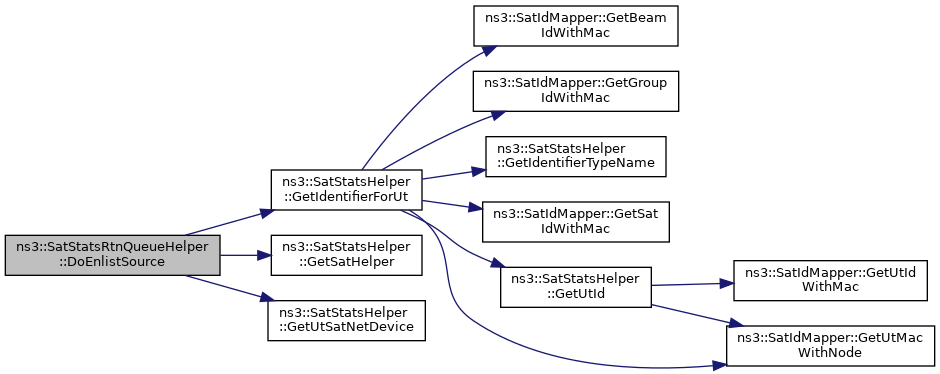 ns3::SatStatsRtnQueueHelper
::DoEnlistSource
ns3::SatStatsHelper
::GetIdentifierForUt
ns3::SatStatsHelper
::GetSatHelper
ns3::SatStatsHelper
::GetUtSatNetDevice
ns3::SatIdMapper::GetBeam
IdWithMac
ns3::SatIdMapper::GetGroup
IdWithMac
ns3::SatStatsHelper
::GetIdentifierTypeName
ns3::SatIdMapper::GetSat
IdWithMac
ns3::SatStatsHelper
::GetUtId
ns3::SatIdMapper::GetUtId
WithMac
ns3::SatIdMapper::GetUtMac
WithNode